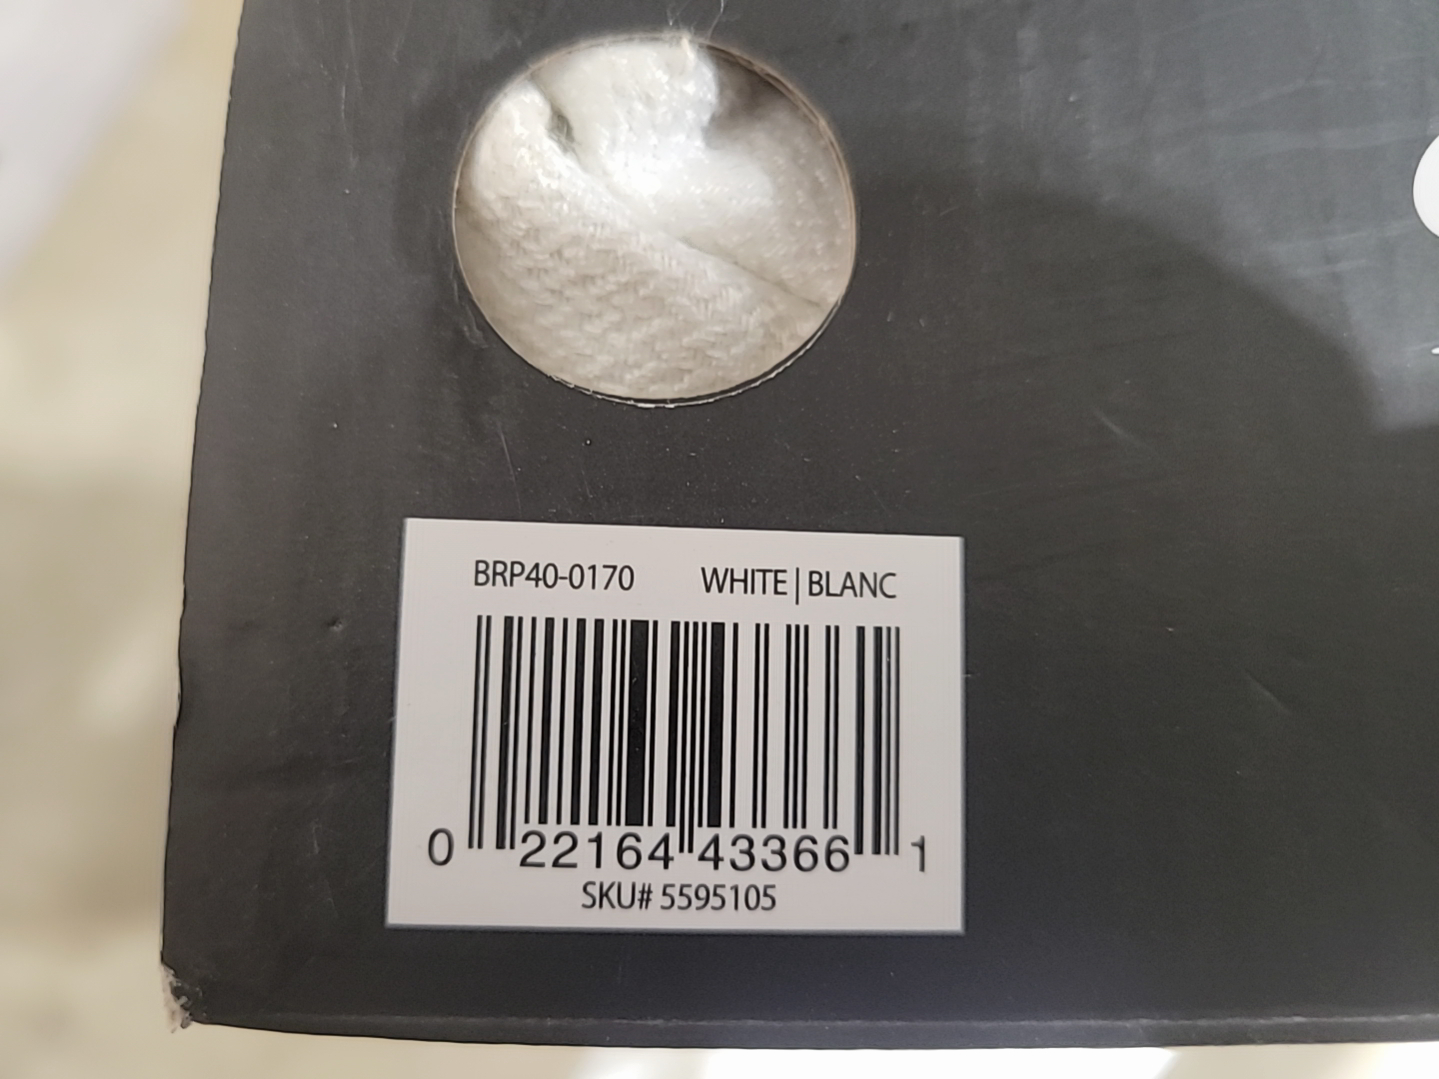 BRP40-0170 WHITE | BLANC
0 22164 43366 1
SKU# 5595105